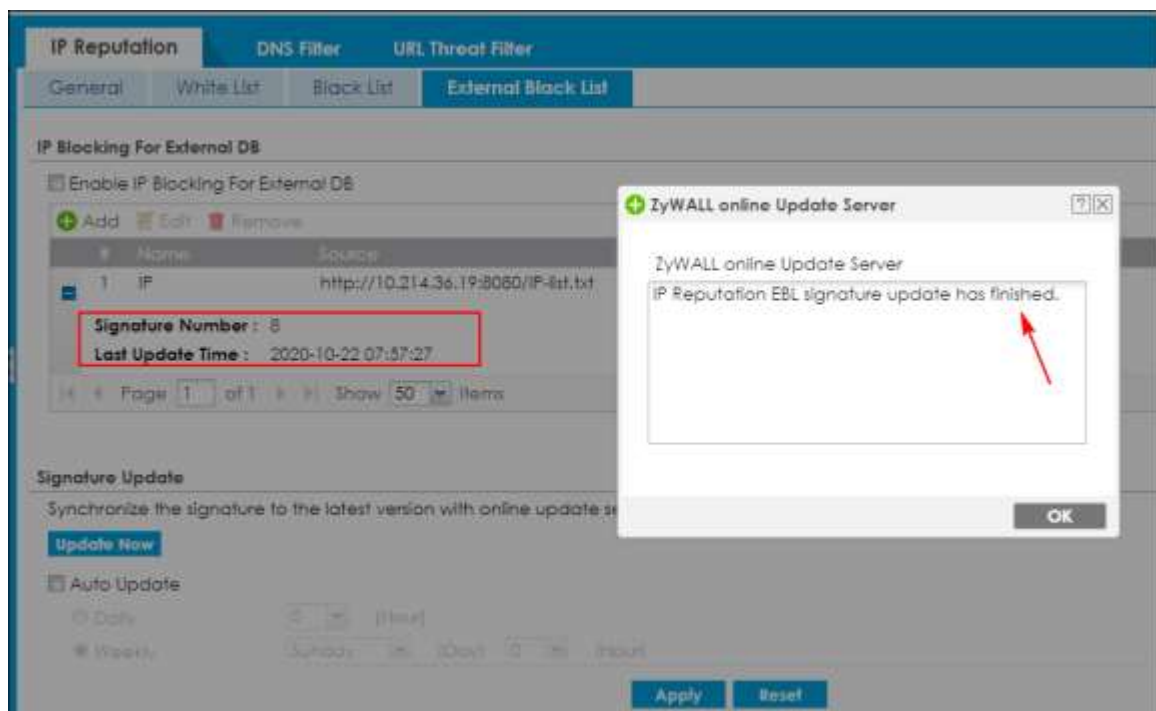 IP Reputation DNS Filter URL Threat Filter
General White List Black List External Black List
IP Blocking For External DB
Enable IP Blocking For External DB
Add Edit Remove
# Name Source
1 IP http://10.214.36.19:8080/IP-list.txt
Signature Number : 8
Last Update Time : 2020-10-22 07:57:27
Page 1 of 1 Show 50 items
Signature Update
Synchronize the signature to the latest version with online update se
Update Now
Auto Update
Daily 0 (Hour)
Weekly Sunday (Day) 0 (Hour)
Apply Reset
ZyWALL online Update Server
ZyWALL online Update Server
IP Reputation EBL signature update has finished.
OK